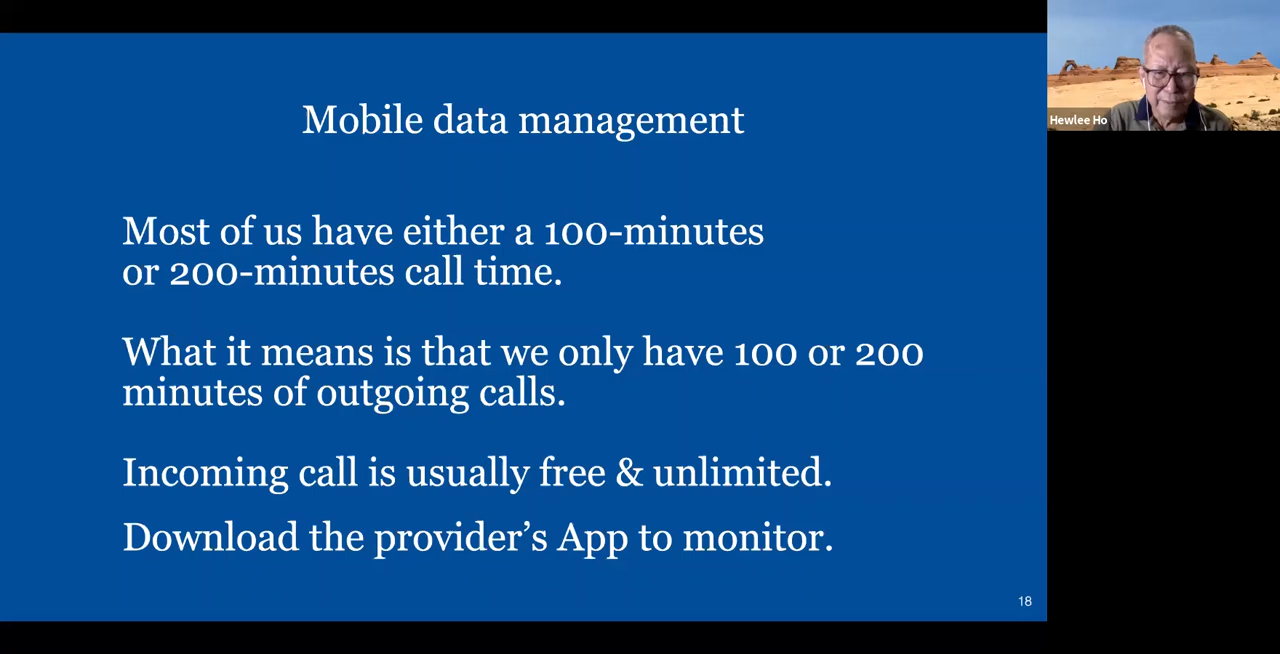 Mobile data management
Most of us have either a 100-minutes
or 200-minutes call time.
What it means is that we only have 100 or 200
minutes of outgoing calls.
Incoming call is usually free & unlimited.
Download the provider’s App to monitor.
18
Hewlee Ho